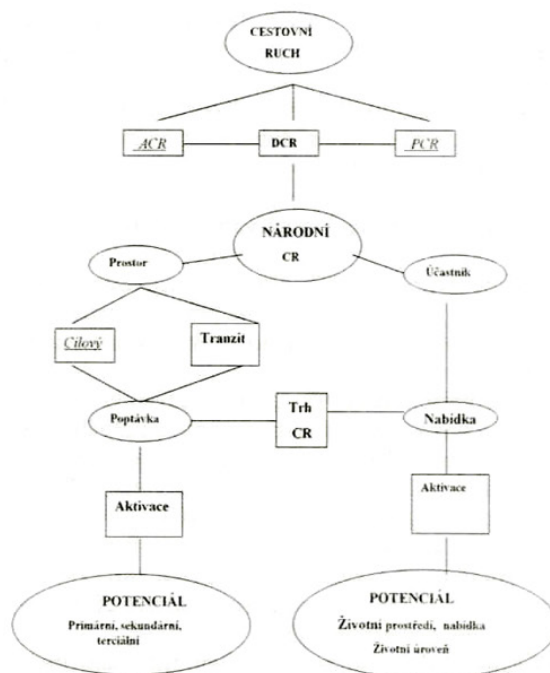 CESTOVNÍ
RUCH
ACR
DCR
PCR
NÁRODNÍ
CR
Prostor
Účastník
Cílový
Tranzit
Poptávka
Trh
CR
Nabídka
Aktivace
Aktivace
POTENCIÁL
Primární, sekundární,
terciální
POTENCIÁL
Životní prostředí, nabídka
Životní úroveň